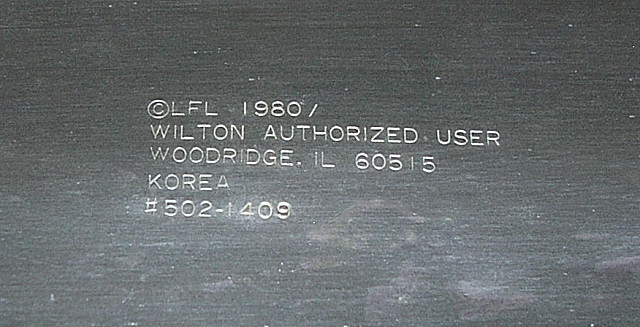 ©LFL 1980/
WILTON AUTHORIZED USER
WOODRIDGE, IL 60515
KOREA
#502-1409